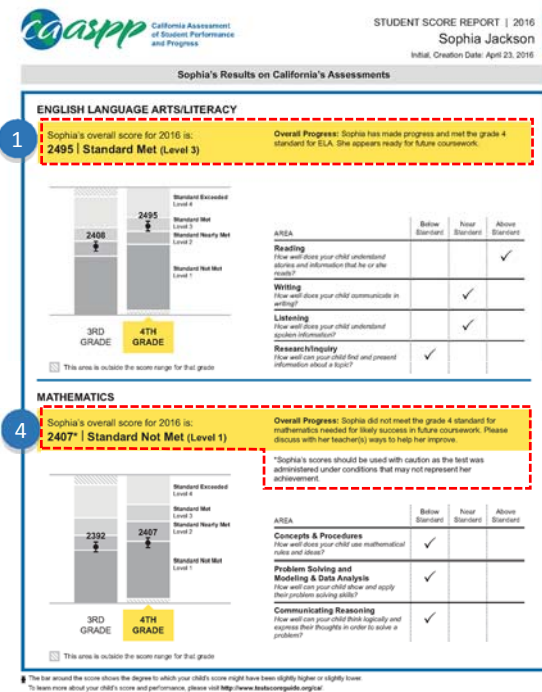 caaspp
California Assessment
of Student Performance
and Progress
STUDENT SCORE REPORT | 2016
Sophia Jackson
Initial, Creation Date: April 23, 2016
Sophia's Results on California's Assessments
ENGLISH LANGUAGE ARTS/LITERACY
1
Sophia's overall score for 2016 is:
2495 | Standard Met (Level 3)
Overall Progress: Sophia has made progress and met the grade 4
standard for ELA. She appears ready for future coursework.
2408
2495
Standard Exceeded
Level 4
Standard Met
Level 3
Standard Nearly Met
Level 2
Standard Not Met
Level 1
3RD
GRADE
4TH
GRADE
This area is outside the score range for that grade
AREA
Below
Standard
Near
Standard
Above
Standard
Reading
How well does your child understand
stories and information that he or she
reads?
Writing
How well does your child communicate in
writing?
Listening
How well does your child understand
spoken information?
Research/Inquiry
How well can your child find and present
information about a topic?
MATHEMATICS
4
Sophia's overall score for 2016 is:
2407* | Standard Not Met (Level 1)
Overall Progress: Sophia did not meet the grade 4 standard for
mathematics needed for likely success in future coursework. Please
discuss with her teacher(s) ways to help her improve.
*Sophia's scores should be used with caution as the test was
administered under conditions that may not represent her
achievement.
2392
2407
Standard Exceeded
Level 4
Standard Met
Level 3
Standard Nearly Met
Level 2
Standard Not Met
Level 1
3RD
GRADE
4TH
GRADE
This area is outside the score range for that grade
AREA
Below
Standard
Near
Standard
Above
Standard
Concepts & Procedures
How well does your child use mathematical
rules and ideas?
Problem Solving and
Modeling & Data Analysis
How well can your child show and apply
their problem solving skills?
Communicating Reasoning
How well can your child think logically and
express their thoughts in order to solve a
problem?
The bar around the score shows the degree to which your child's score might have been slightly higher or slightly lower.
To learn more about your child's score and performance, please visit http://www.testscoreguide.org/ca/